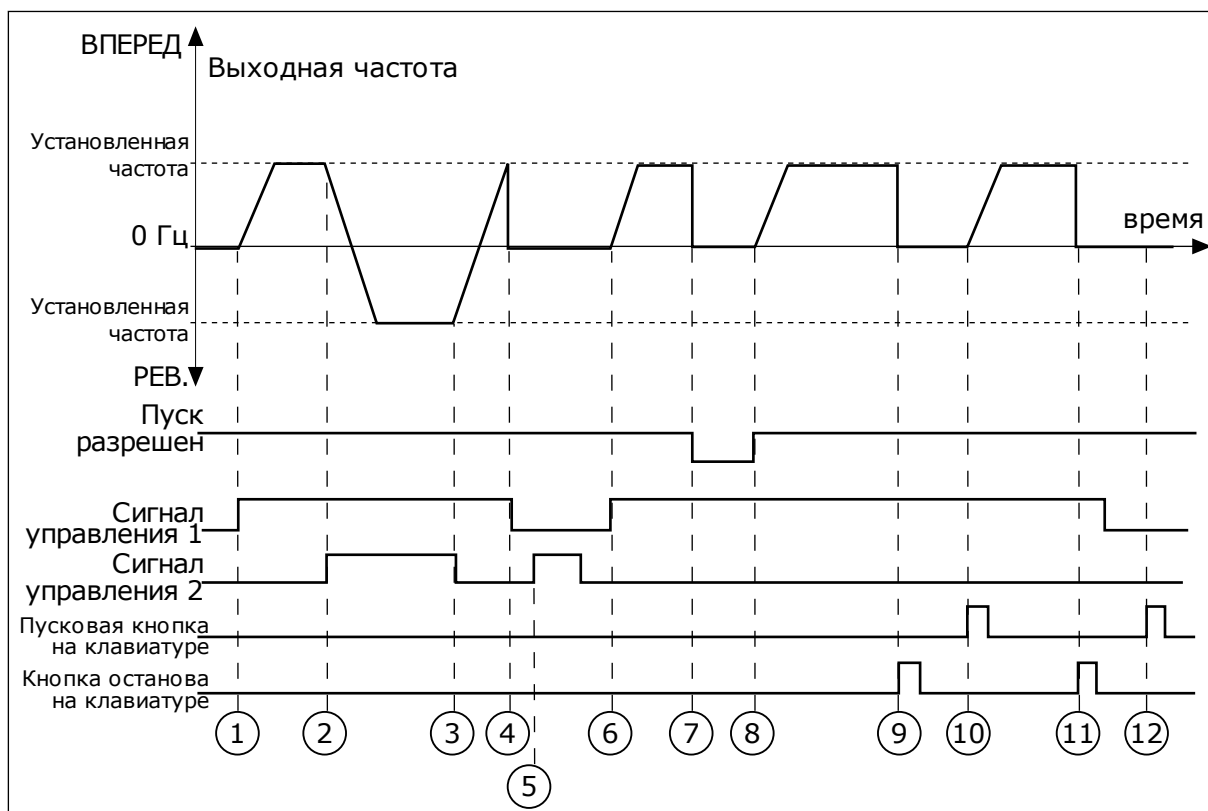 ВПЕРЕД
Выходная частота
Установленная
частота
0 Гц
время
Установленная
частота
РЕВ.
Пуск
разрешен
Сигнал
управления 1
Сигнал
управления 2
Пусковая кнопка
на клавиатуре
Кнопка останова
на клавиатуре
1 2 3 4 6 7 8 9 10 11 12
5